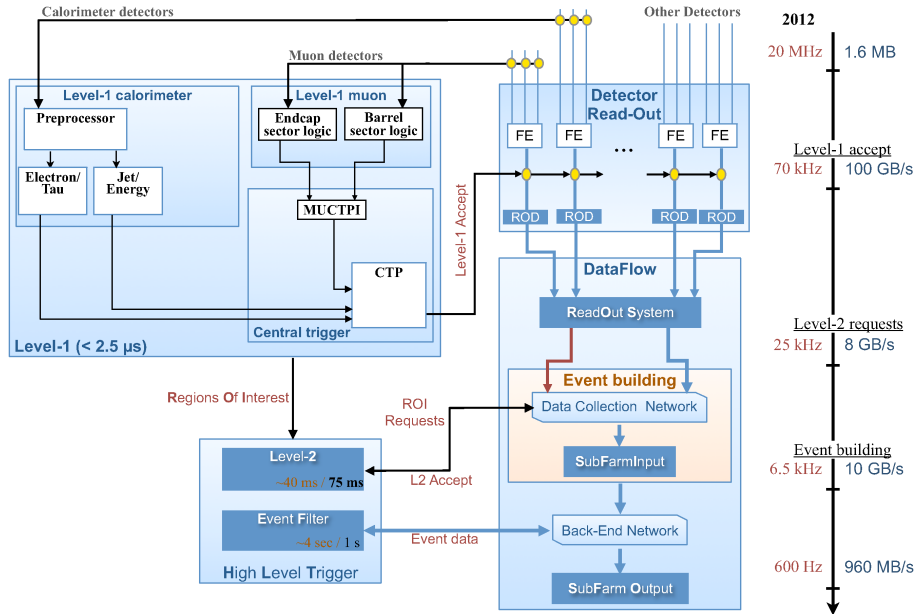 Calorimeter detectors
Other Detectors
2012
20 MHz
1.6 MB
Muon detectors
Level-1 calorimeter
Level-1 muon
Detector
Read-Out
Preprocessor
Endcap
sector logic
Barrel
sector logic
FE
FE
FE
FE
...
Level-1 accept
70 kHz
100 GB/s
Electron/
Tau
Jet/
Energy
MUCTPI
Level-1 Accept
ROD
ROD
ROD
ROD
CTP
DataFlow
ReadOut System
Central trigger
Level-1 (< 2.5 μs)
Level-2 requests
25 kHz
8 GB/s
Event building
Regions Of Interest
ROI
Requests
Data Collection Network
Level-2
~40 ms / 75 ms
L2 Accept
SubFarmInput
Event building
6.5 kHz
10 GB/s
Event Filter
~4 sec / 1 s
Event data
Back-End Network
High Level Trigger
SubFarm Output
600 Hz
960 MB/s